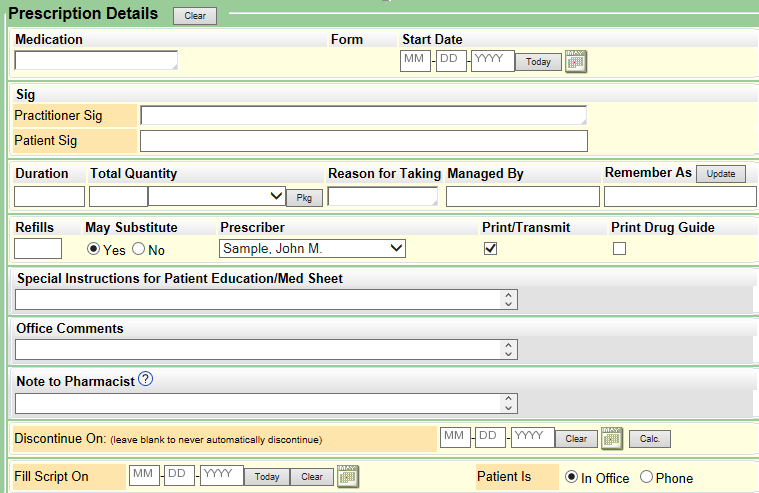 Prescription Details Clear
Medication Form Start Date
MM - DD - YYYY Today
Sig
Practitioner Sig
Patient Sig
Duration Total Quantity Reason for Taking Managed By Remember As Update
Pkg
Refills May Substitute Prescriber Print/Transmit Print Drug Guide
Yes No Sample, John M.
Special Instructions for Patient Education/Med Sheet
Office Comments
Note to Pharmacist ?
Discontinue On: (leave blank to never automatically discontinue) MM - DD - YYYY Clear Calc.
Fill Script On MM - DD - YYYY Today Clear Patient Is In Office Phone